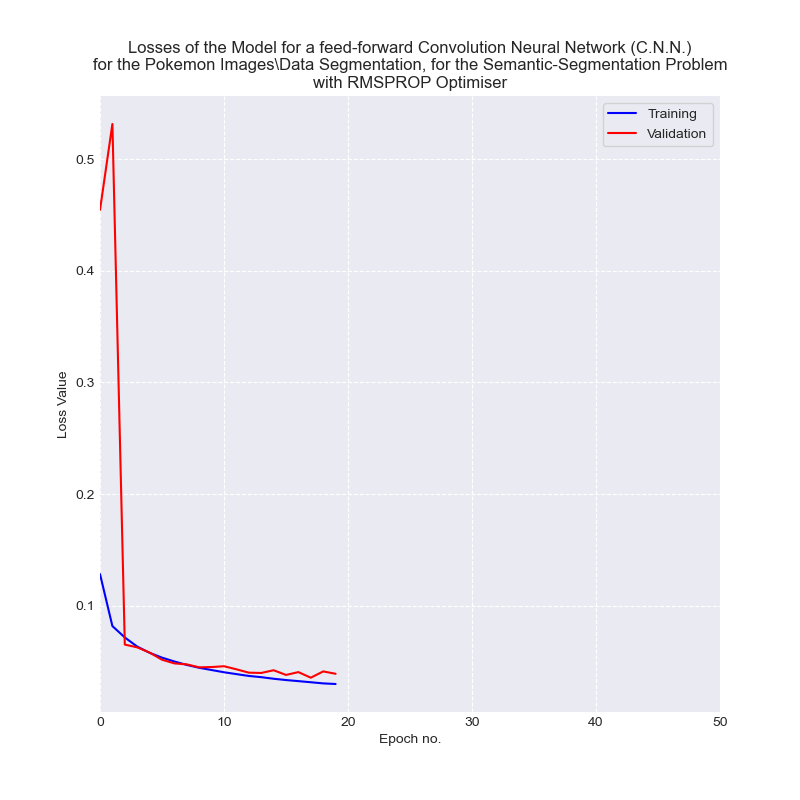 Losses of the Model for a feed-forward Convolution Neural Network (C.N.N.)
for the Pokemon Images\Data Segmentation, for the Semantic-Segmentation Problem
with RMSPROP Optimiser
Training
Validation
0.5
0.4
0.3
0.2
0.1
Loss Value
0 10 20 30 40 50
Epoch no.